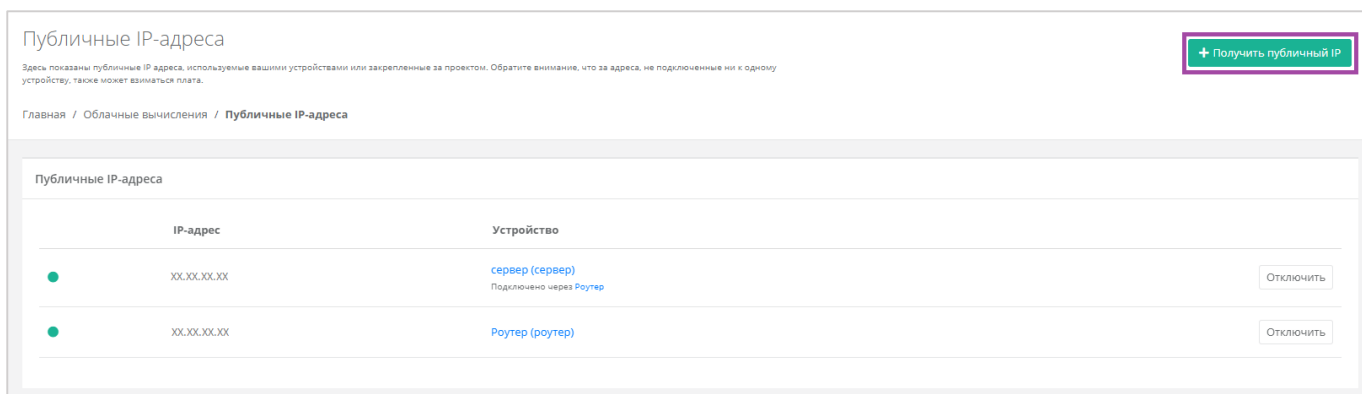 Публичные IP-адреса
+ Получить публичный IP
Здесь показаны публичные IP адреса, используемые вашими устройствами или закрепленные за проектом. Обратите внимание, что за адреса, не подключенные ни к одному
устройству, также может взиматься плата.
Главная / Облачные вычисления / Публичные IP-адреса
Публичные IP-адреса
IP-адрес Устройство
XX.XX.XX.XX сервер (сервер) Отключить
Подключено через Роутер
XX.XX.XX.XX Роутер (роутер) Отключить